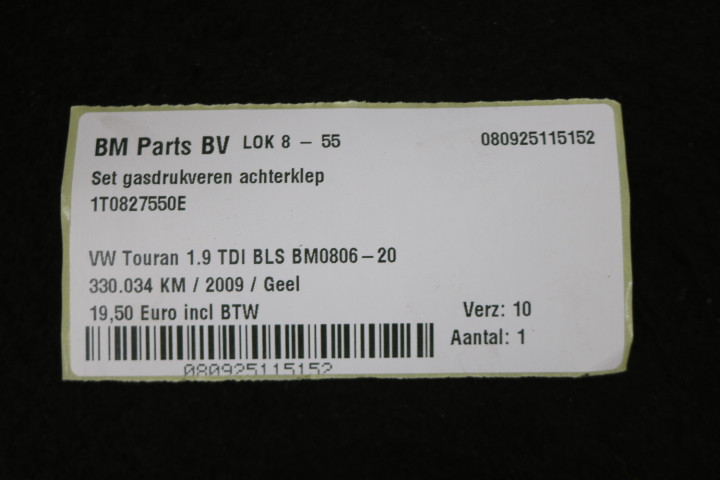 BM Parts BV LOK 8 - 55 080925115152
Set gasdrukveren achterklep
1T0827550E
VW Touran 1.9 TDI BLS BM0806-20
330.034 KM / 2009 / Geel
19,50 Euro incl BTW Verz: 10
Aantal: 1
080925115152